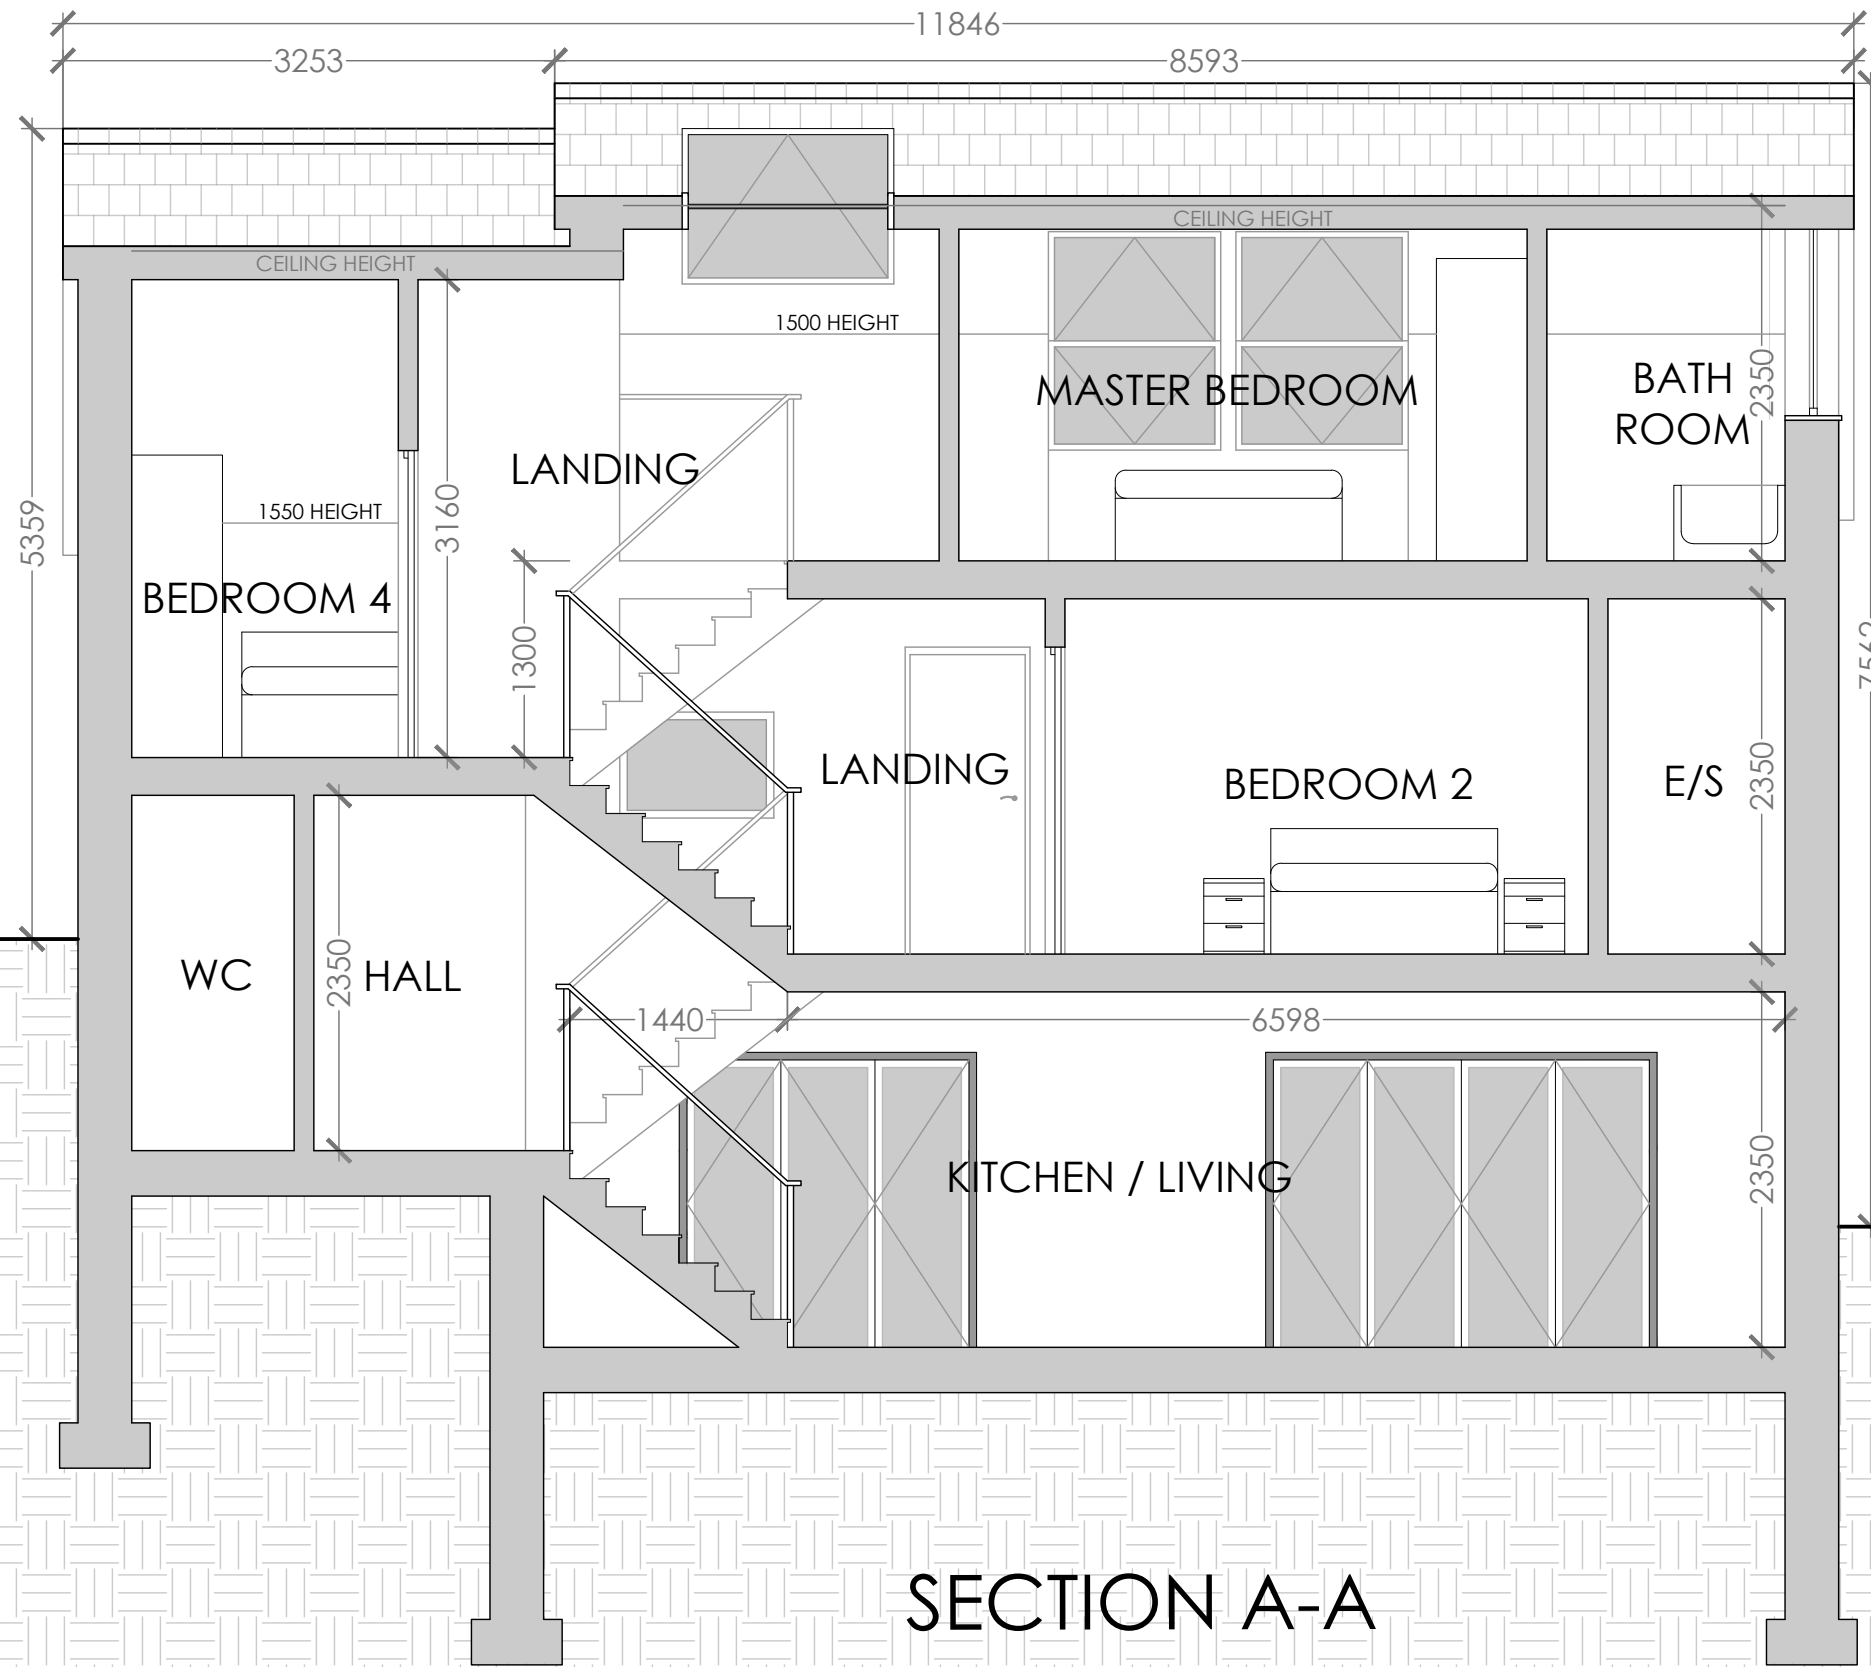 11846
3253
8593
CEILING HEIGHT
CEILING HEIGHT
1500 HEIGHT
MASTER BEDROOM
BATH
ROOM
2350
LANDING
1550 HEIGHT
3160
5359
BEDROOM 4
1300
7562
LANDING
BEDROOM 2
E/S
2350
WC
2350
HALL
1440
6598
KITCHEN / LIVING
2350
SECTION A-A